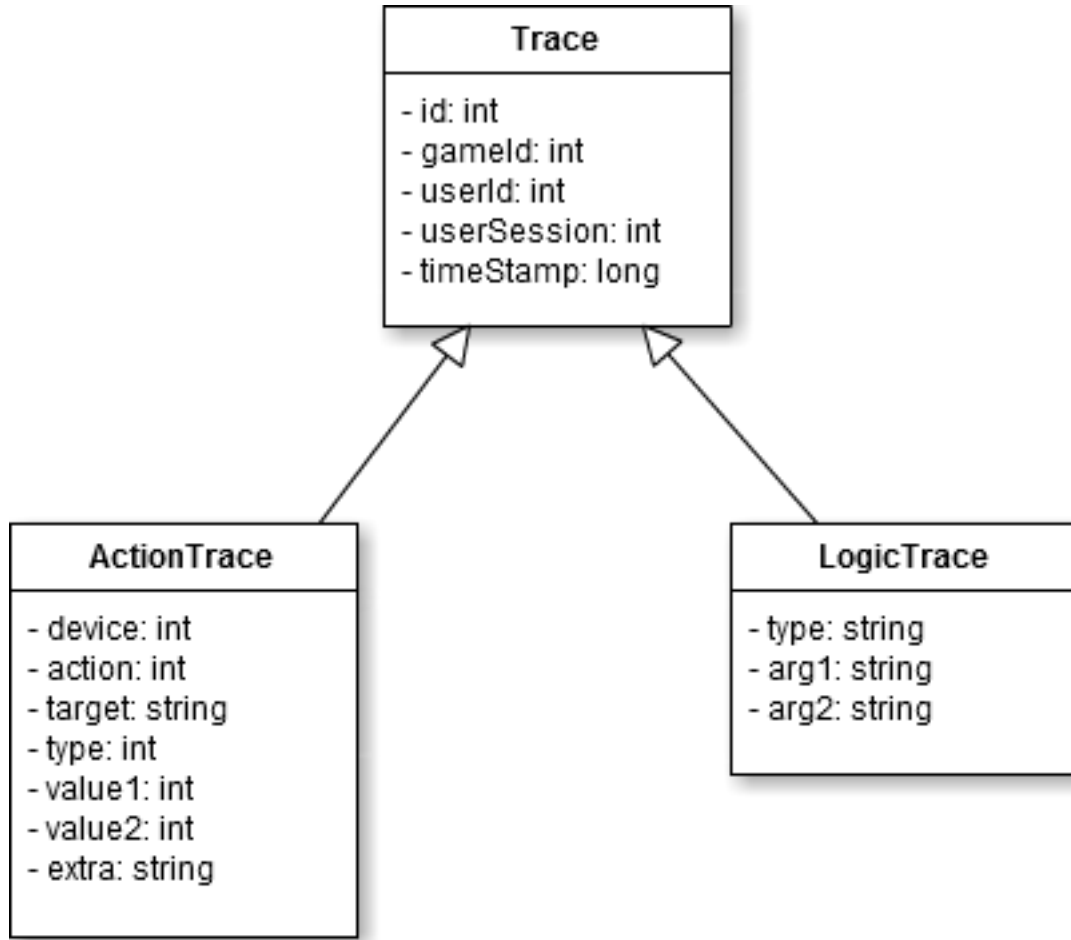 Trace
- id: int
- gameId: int
- userId: int
- userSession: int
- timeStamp: long
ActionTrace
- device: int
- action: int
- target: string
- type: int
- value1: int
- value2: int
- extra: string
LogicTrace
- type: string
- arg1: string
- arg2: string